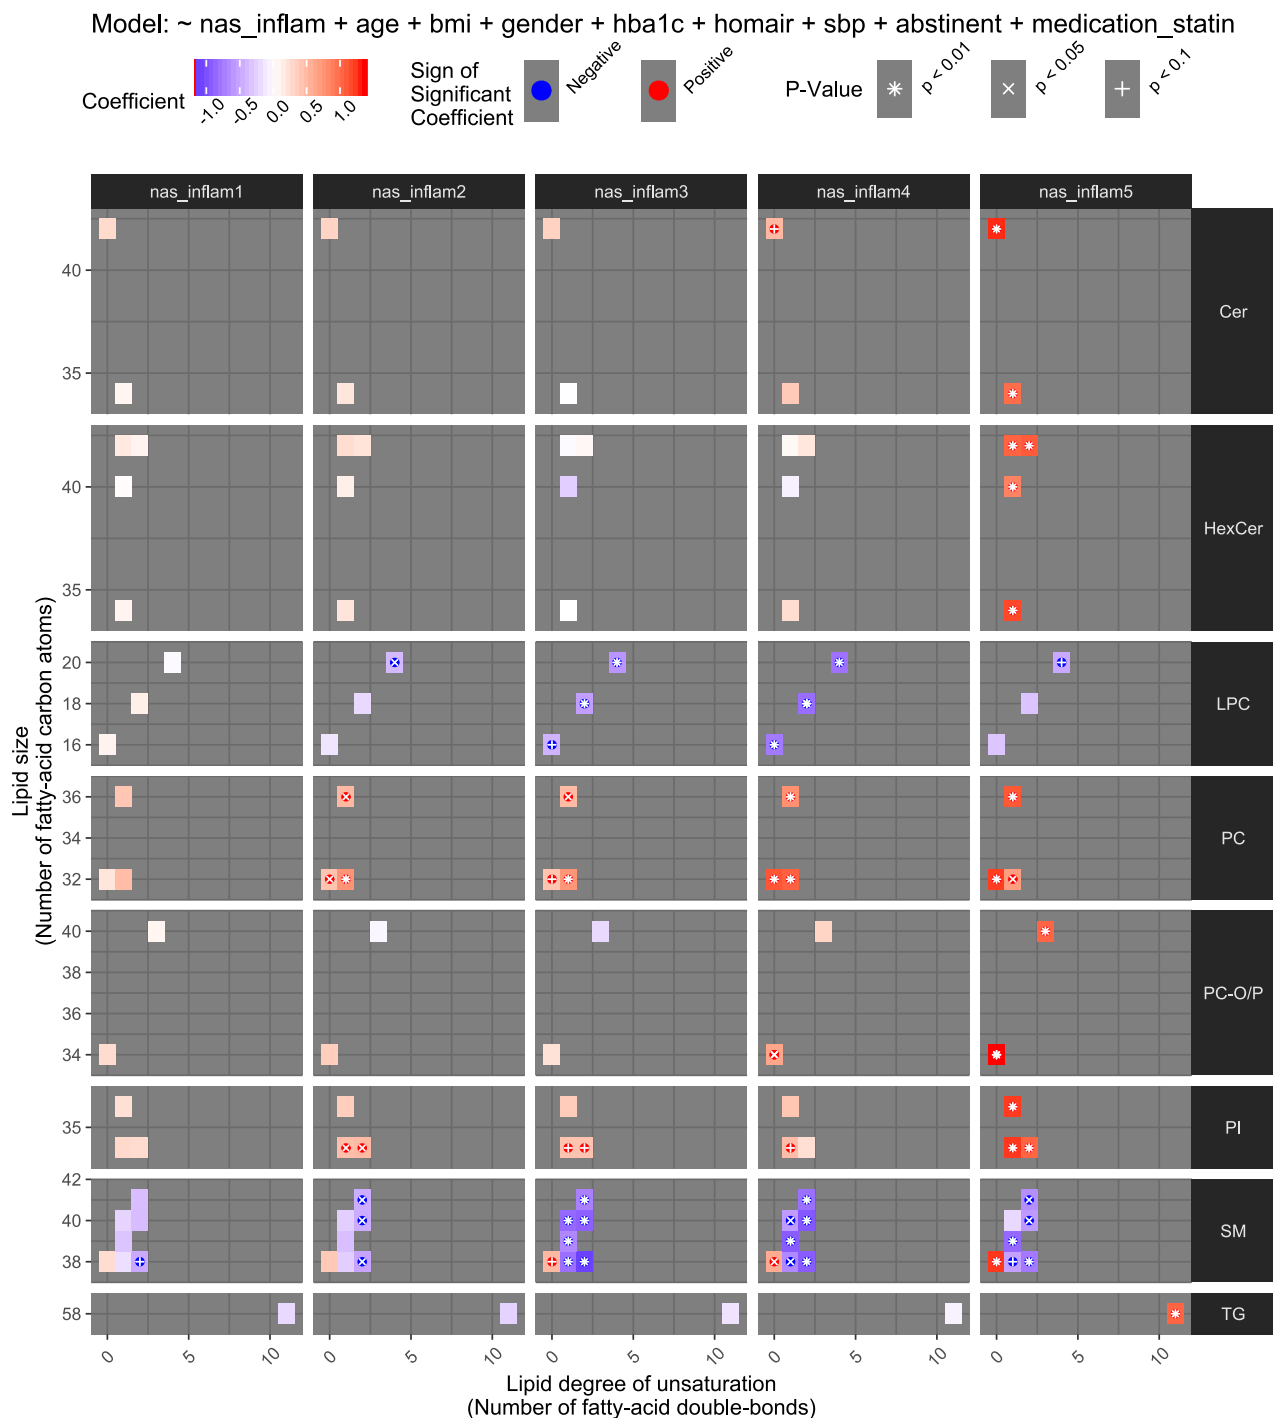 Model: ~ nas_inflam + age + bmi + gender + hba1c + homair + sbp + abstinent + medication_statin
Coefficient
-1.0
-0.5
0.0
0.5
1.0
Sign of
Significant
Coefficient
Negative
Positive
P-Value
p < 0.01
p < 0.05
p < 0.1
nas_inflam1
nas_inflam2
nas_inflam3
nas_inflam4
nas_inflam5
Lipid size
(Number of fatty-acid carbon atoms)
40
35
Cer
40
35
HexCer
20
18
16
LPC
36
34
32
PC
40
38
36
34
PC-O/P
35
PI
42
40
38
SM
58
TG
0
5
10
0
5
10
0
5
10
0
5
10
0
5
10
Lipid degree of unsaturation
(Number of fatty-acid double-bonds)